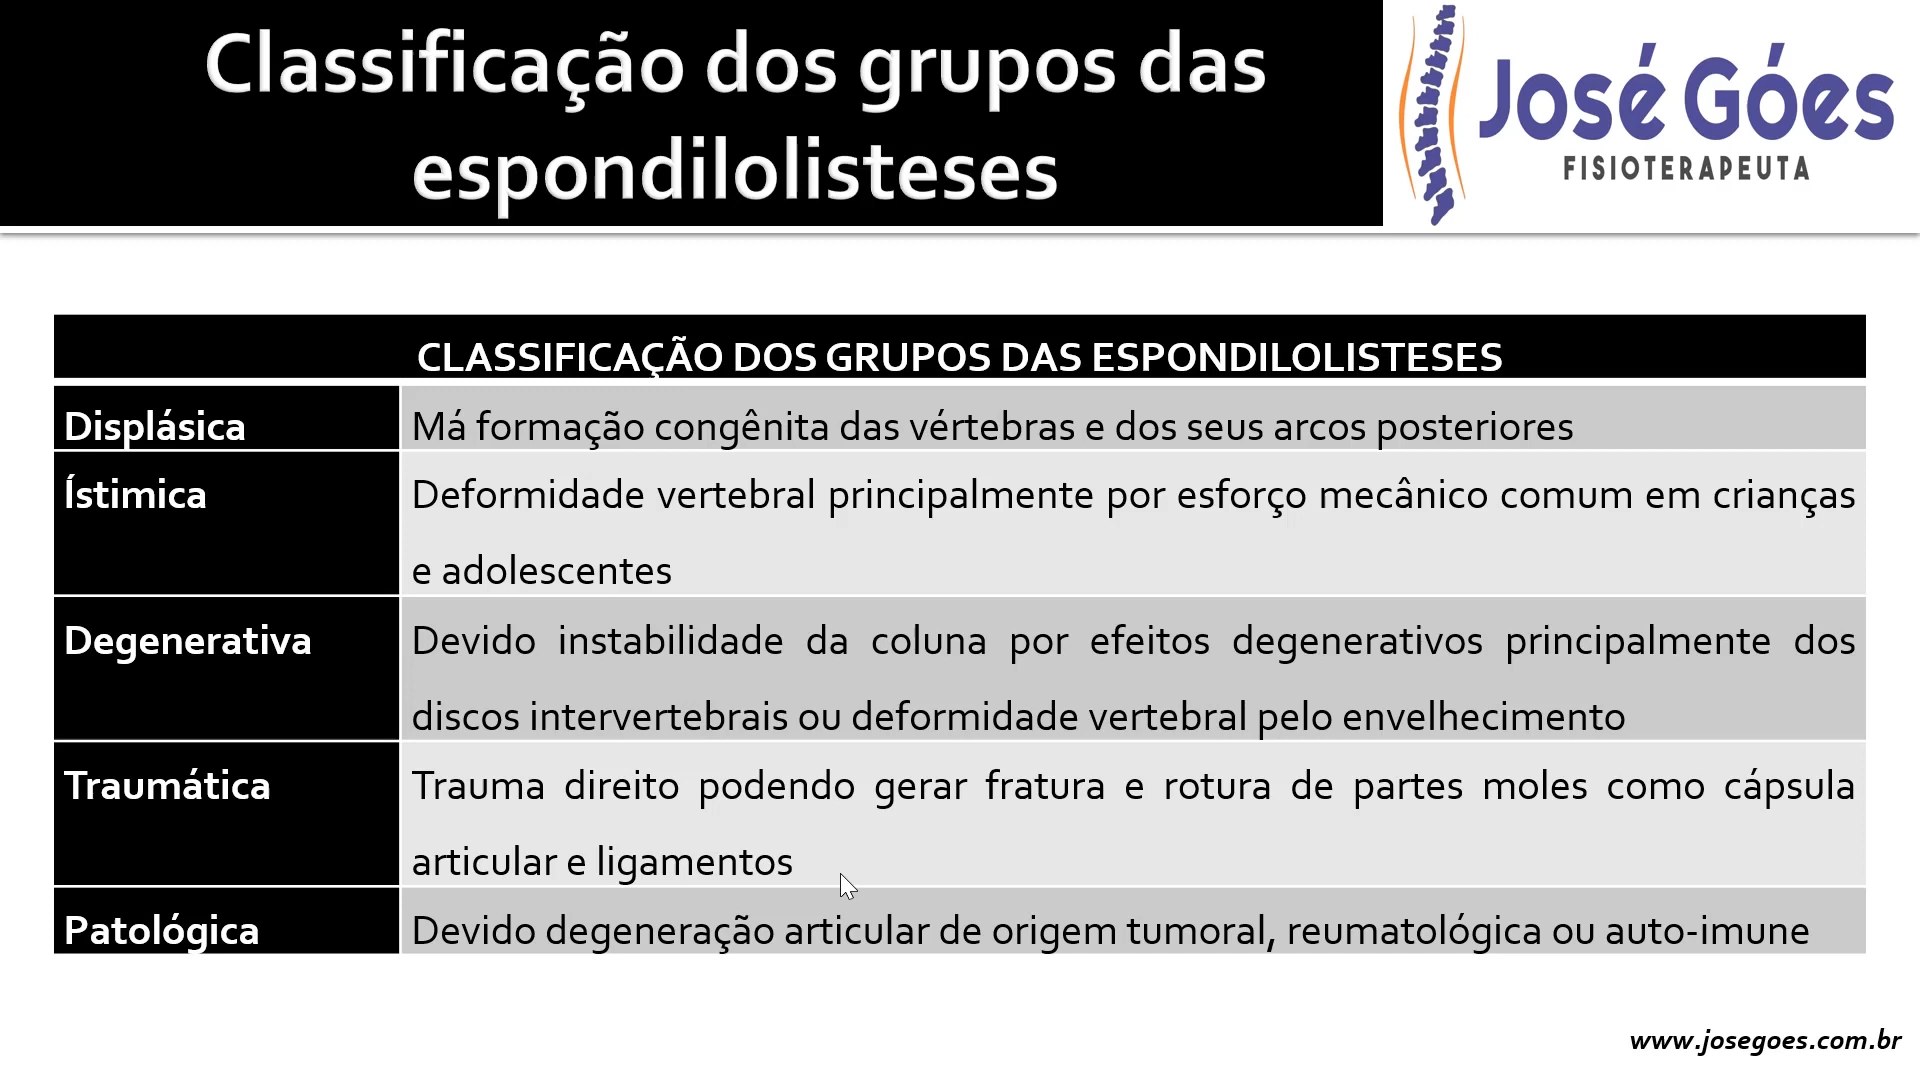 Classificação dos grupos das
espondilolisteses
José Góes
FISIOTERAPEUTA
CLASSIFICAÇÃO DOS GRUPOS DAS ESPONDILOLISTESES
Displásica
Má formação congênita das vértebras e dos seus arcos posteriores
Ístimica
Deformidade vertebral principalmente por esforço mecânico comum em crianças
e adolescentes
Degenerativa
Devido instabilidade da coluna por efeitos degenerativos principalmente dos
discos intervertebrais ou deformidade vertebral pelo envelhecimento
Traumática
Trauma direito podendo gerar fratura e rotura de partes moles como cápsula
articular e ligamentos
Patológica
Devido degeneração articular de origem tumoral, reumatológica ou auto-imune
www.josegoes.com.br